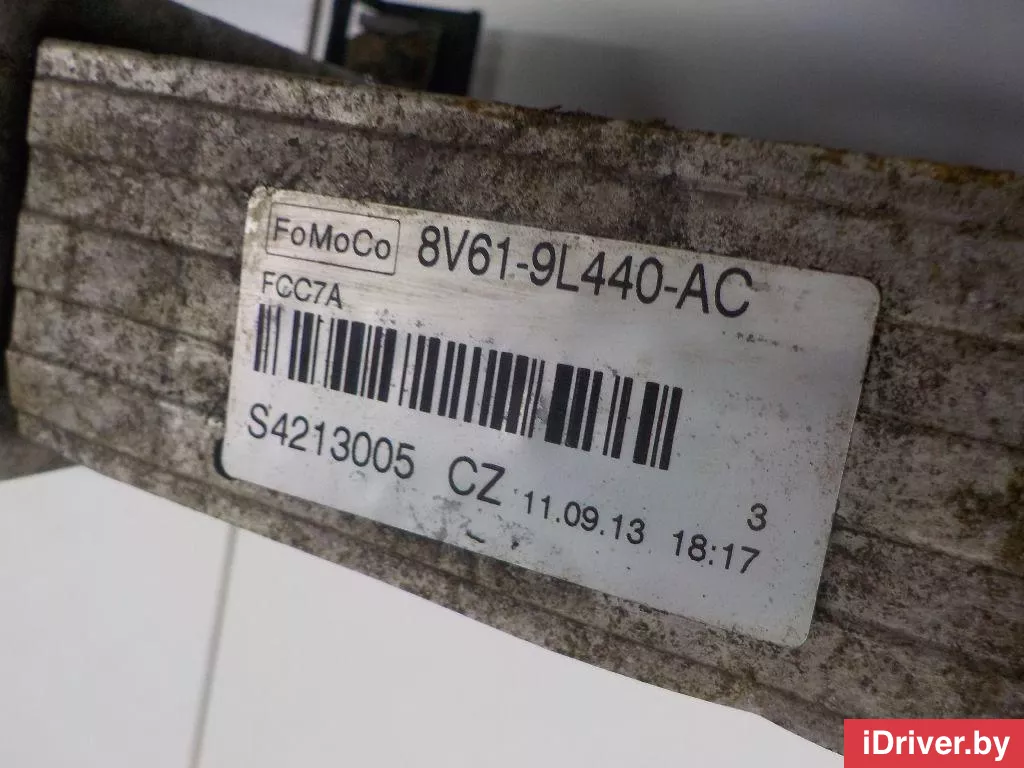 FoMoCo 8V61-9L440-AC
FCC7A
S4213005 CZ 11.09.13 18:17
3
iDriver.by